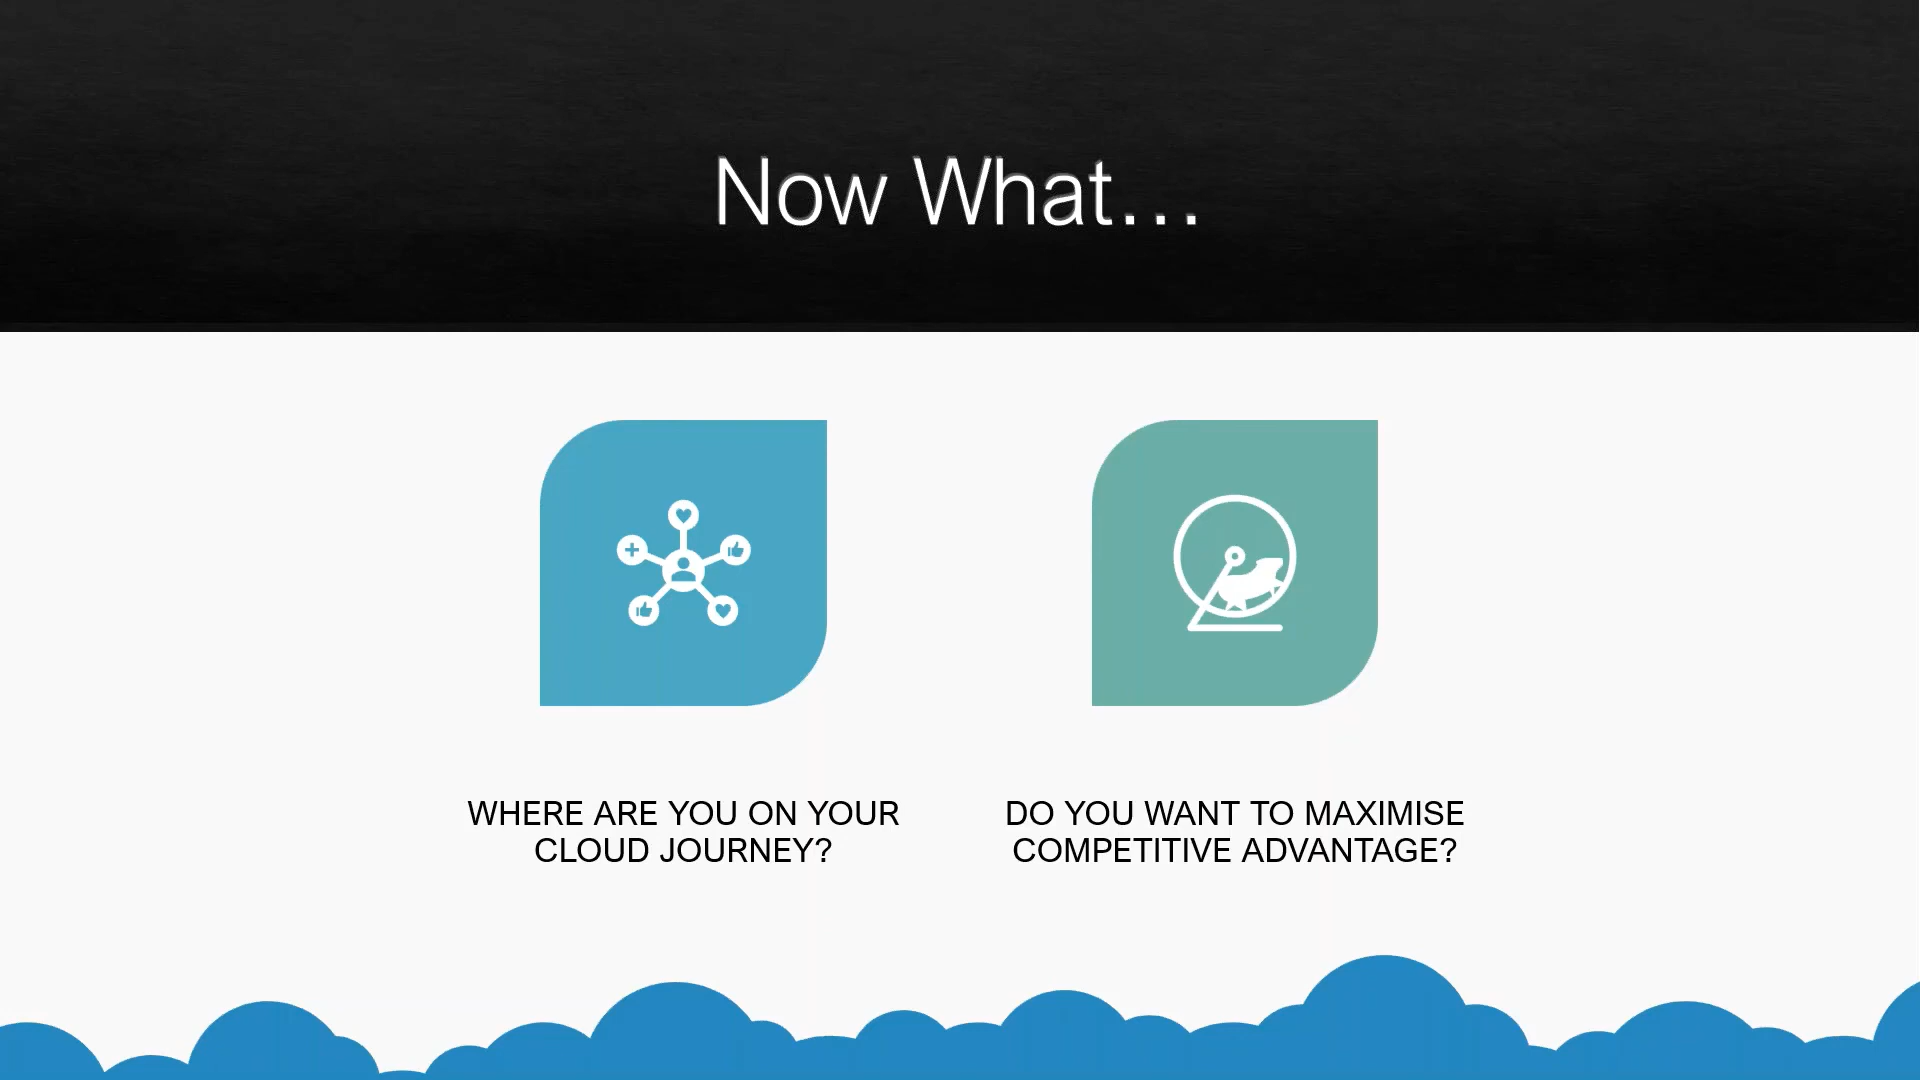 Now What...
WHERE ARE YOU ON YOUR
CLOUD JOURNEY?
DO YOU WANT TO MAXIMISE
COMPETITIVE ADVANTAGE?